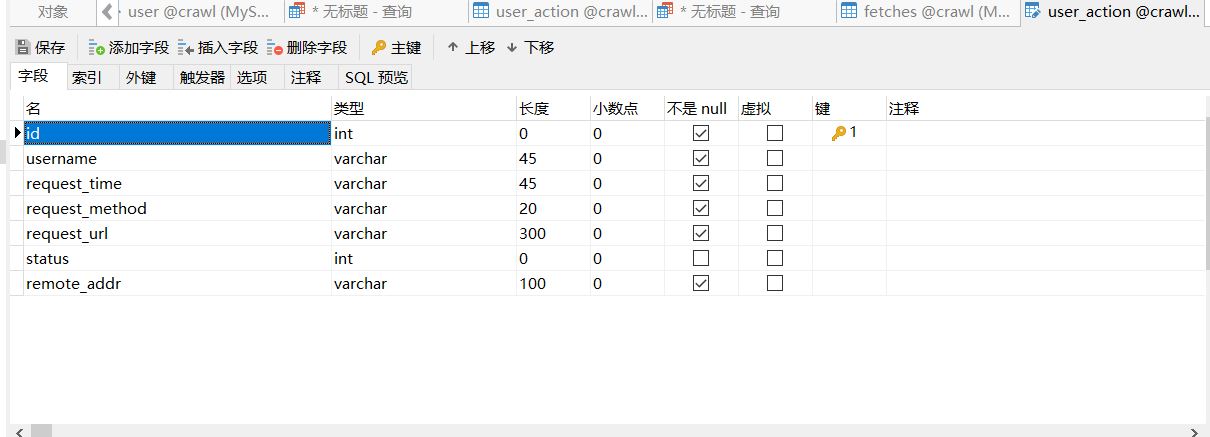 对象 user @crawl (MyS... * 无标题 - 查询 user_action @crawl... * 无标题 - 查询 fetches @crawl (M... user_action @crawl...
保存 添加字段 插入字段 删除字段 主键 上移 下移
字段 索引 外键 触发器 选项 注释 SQL 预览
名 类型 长度 小数点 不是 null 虚拟 键 注释
id int 0 0 1
username varchar 45 0
request_time varchar 45 0
request_method varchar 20 0
request_url varchar 300 0
status int 0 0
remote_addr varchar 100 0